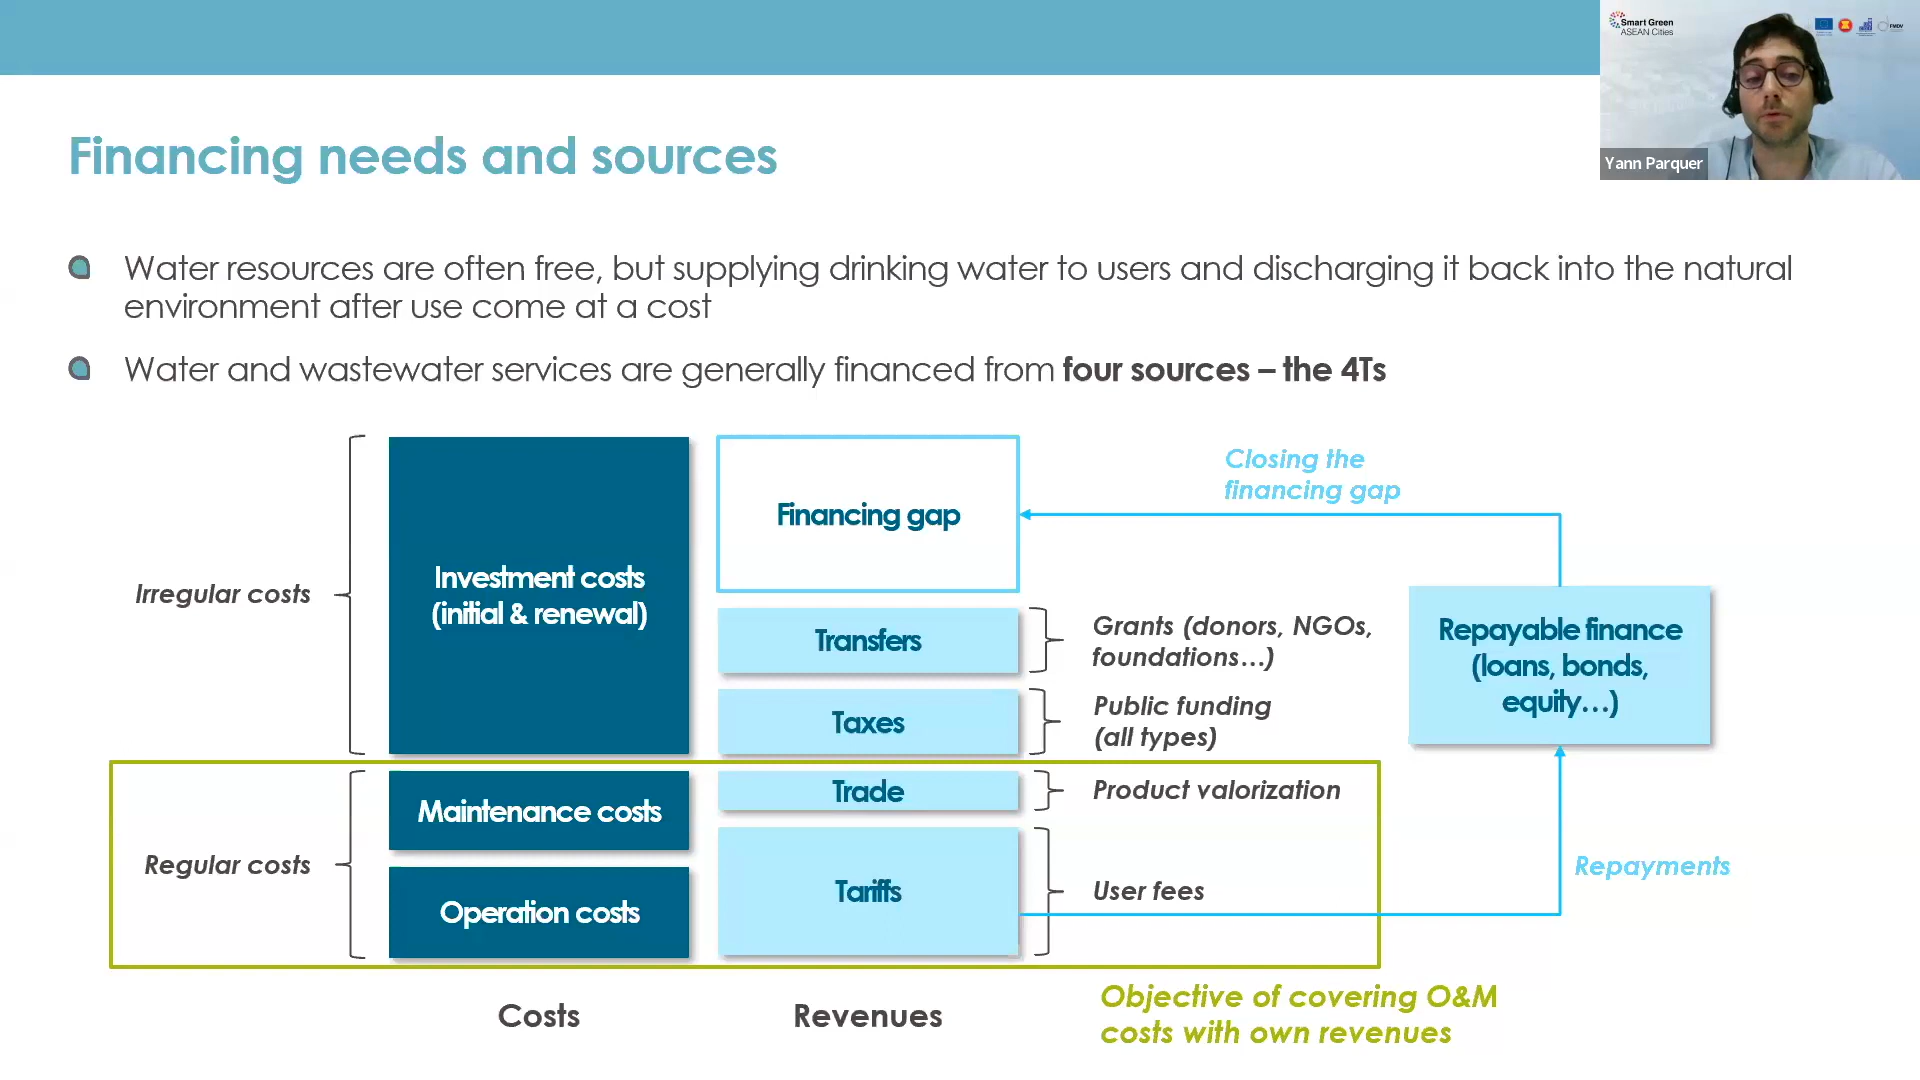 Smart Green
ASEAN Cities
Yann Parquer
Financing needs and sources
Water resources are often free, but supplying drinking water to users and discharging it back into the natural
environment after use come at a cost
Water and wastewater services are generally financed from four sources – the 4Ts
Closing the
financing gap
Financing gap
Investment costs
(initial & renewal)
Irregular costs
Transfers
Grants (donors, NGOs,
foundations…)
Repayable finance
(loans, bonds,
equity…)
Taxes
Public funding
(all types)
Trade
Product valorization
Maintenance costs
Regular costs
Tariffs
User fees
Repayments
Operation costs
Costs
Revenues
Objective of covering O&M
costs with own revenues